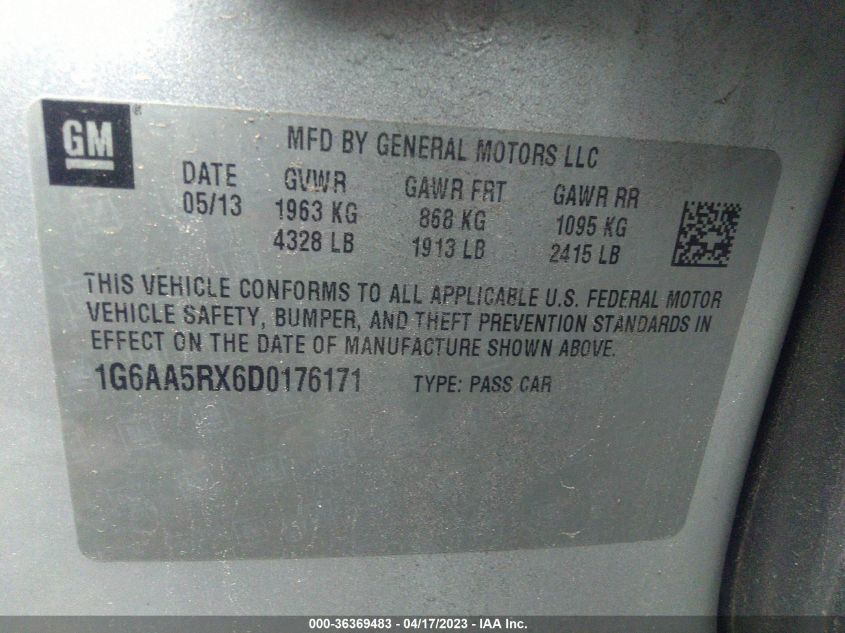 GM
MFD BY GENERAL MOTORS LLC
DATE GVWR GAWR FRT GAWR RR
05/13 1963 KG 868 KG 1095 KG
4328 LB 1913 LB 2415 LB
THIS VEHICLE CONFORMS TO ALL APPLICABLE U.S. FEDERAL MOTOR
VEHICLE SAFETY, BUMPER, AND THEFT PREVENTION STANDARDS IN
EFFECT ON THE DATE OF MANUFACTURE SHOWN ABOVE.
1G6AA5RX6D0176171 TYPE: PASS CAR
000-36369483 - 04/17/2023 - IAA Inc.